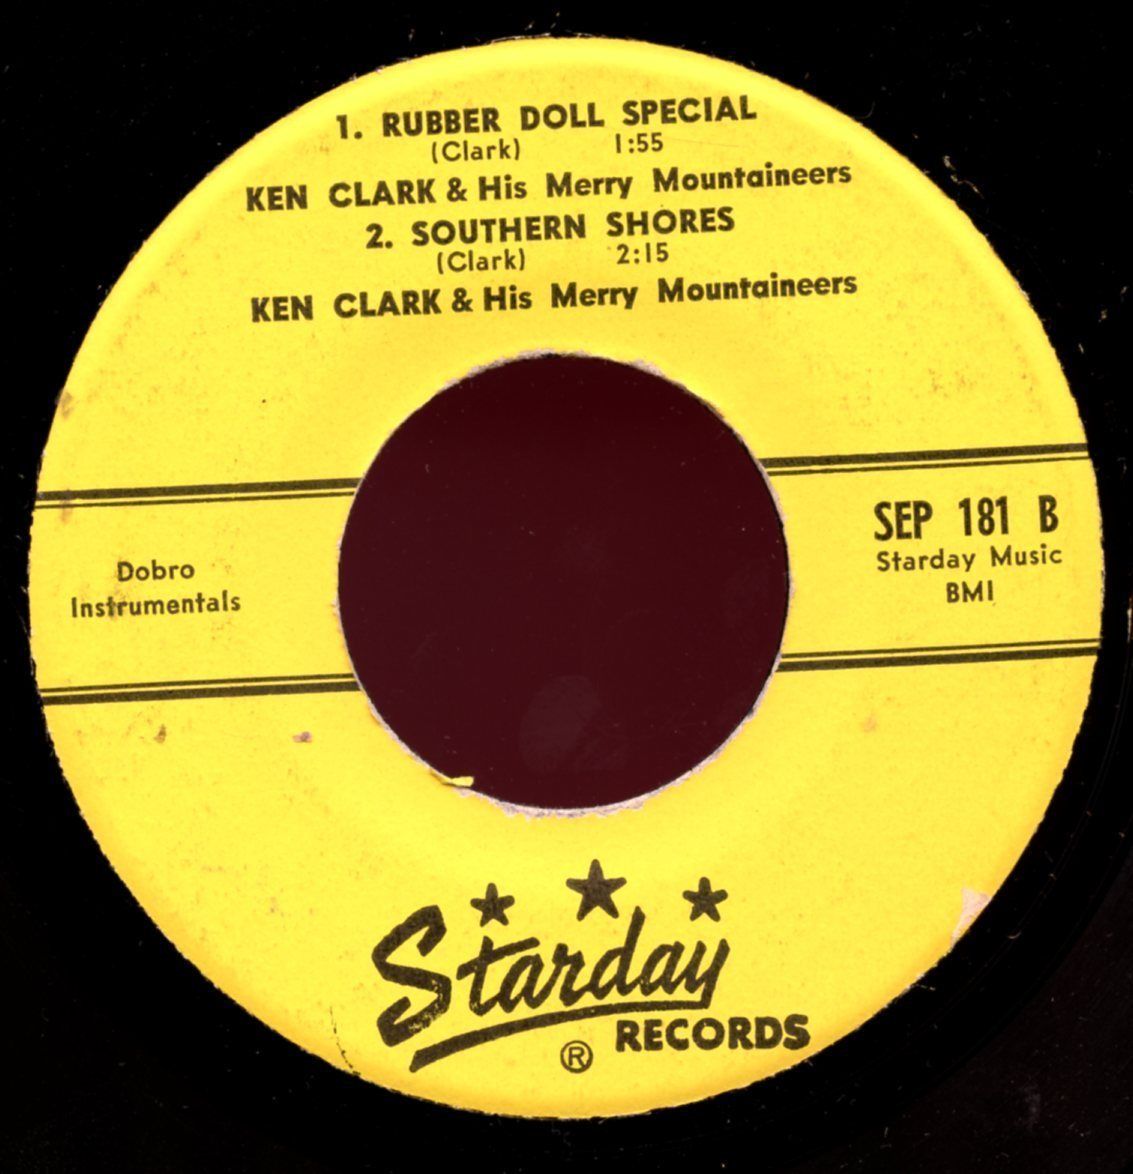 1. RUBBER DOLL SPECIAL
(Clark) 1:55
KEN CLARK & His Merry Mountaineers
2. SOUTHERN SHORES
(Clark) 2:15
KEN CLARK & His Merry Mountaineers
Dobro
Instrumentals
SEP 181 B
Starday Music
BMI
Starday
® RECORDS